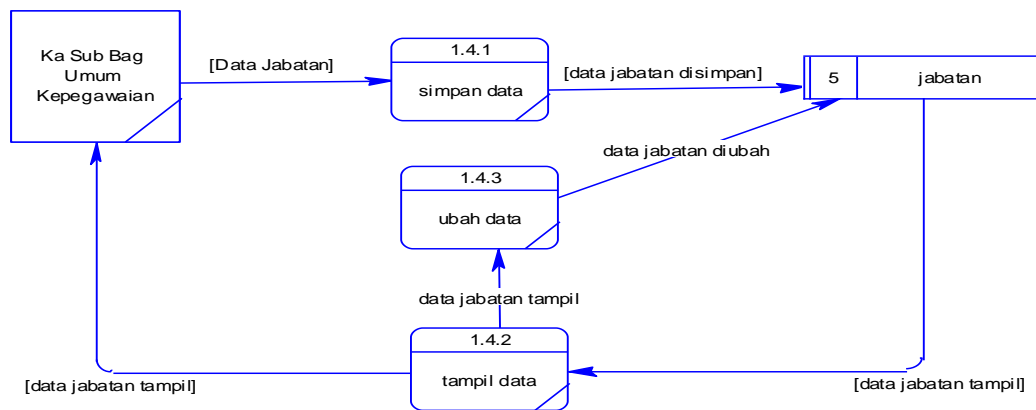 Ka Sub Bag
Umum
Kepegawaian
[Data Jabatan]
1.4.1
simpan data
[data jabatan disimpan]
5
jabatan
data jabatan diubah
1.4.3
ubah data
data jabatan tampil
1.4.2
tampil data
[data jabatan tampil]
[data jabatan tampil]